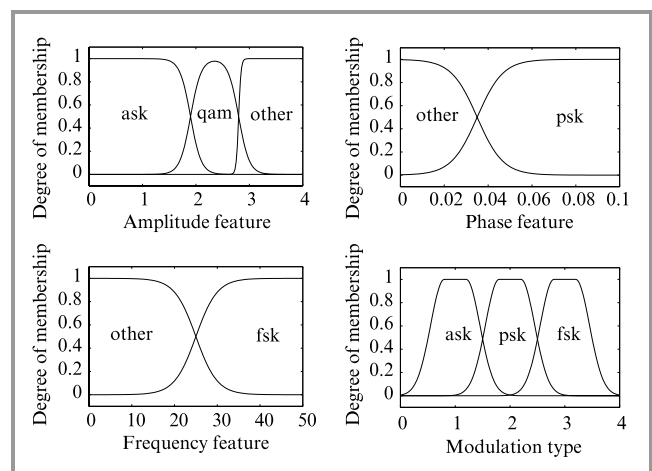 Degree of membership
1
0.8
0.6
0.4
0.2
0
ask
qam
other
0 1 2 3 4
Amplitude feature
Degree of membership
1
0.8
0.6
0.4
0.2
0
other
psk
0 0.02 0.04 0.06 0.08 0.1
Phase feature
Degree of membership
1
0.8
0.6
0.4
0.2
0
other
fsk
0 10 20 30 40 50
Frequency feature
Degree of membership
1
0.8
0.6
0.4
0.2
0
ask
psk
fsk
0 1 2 3 4
Modulation type